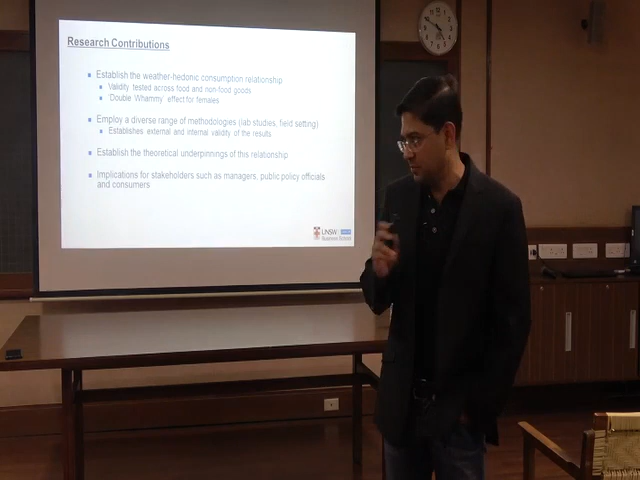 Research Contributions
Establish the weather-hedonic consumption relationship
Validity tested across food and non-food goods
'Double Whammy' effect for females
Employ a diverse range of methodologies (lab studies, field setting)
Establishes external and internal validity of the results
Establish the theoretical underpinnings of this relationship
Implications for stakeholders such as managers, public policy officials
and consumers
UNSW
Business School